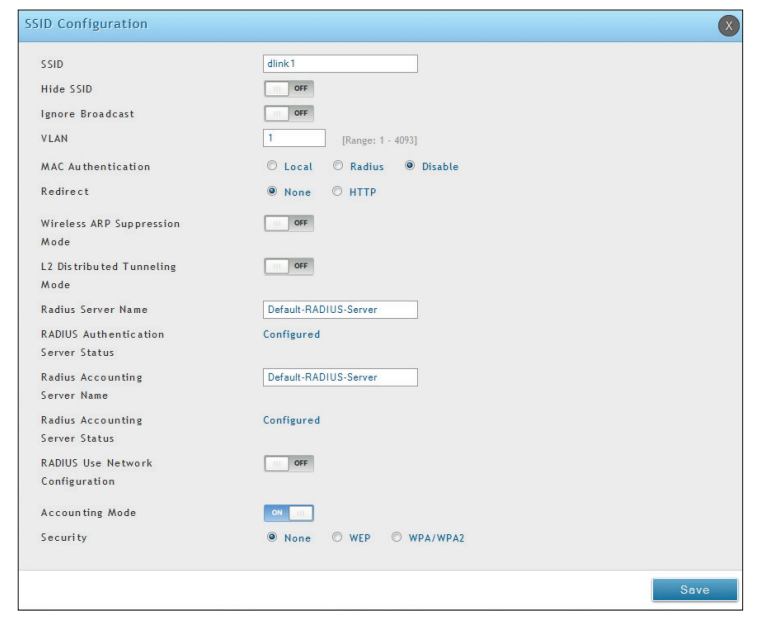 SSID Configuration
X
SSID dlink1
Hide SSID OFF
Ignore Broadcast OFF
VLAN 1 [Range: 1 - 4093]
MAC Authentication Local Radius Disable
Redirect None HTTP
Wireless ARP Suppression
Mode
OFF
L2 Distributed Tunneling
Mode
OFF
Radius Server Name Default-RADIUS-Server
RADIUS Authentication
Server Status
Configured
Radius Accounting
Server Name
Default-RADIUS-Server
Radius Accounting
Server Status
Configured
RADIUS Use Network
Configuration
OFF
Accounting Mode ON
Security None WEP WPA/WPA2
Save